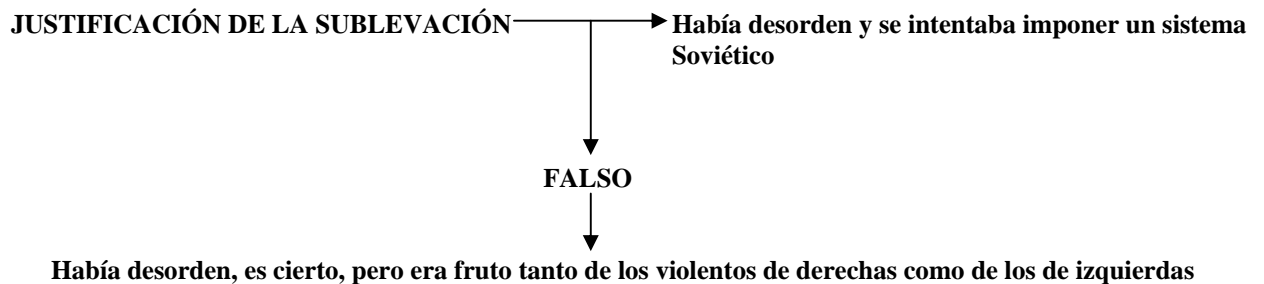 JUSTIFICACIÓN DE LA SUBLEVACIÓN
Había desorden y se intentaba imponer un sistema
Soviético
FALSO
Había desorden, es cierto, pero era fruto tanto de los violentos de derechas como de los de izquierdas